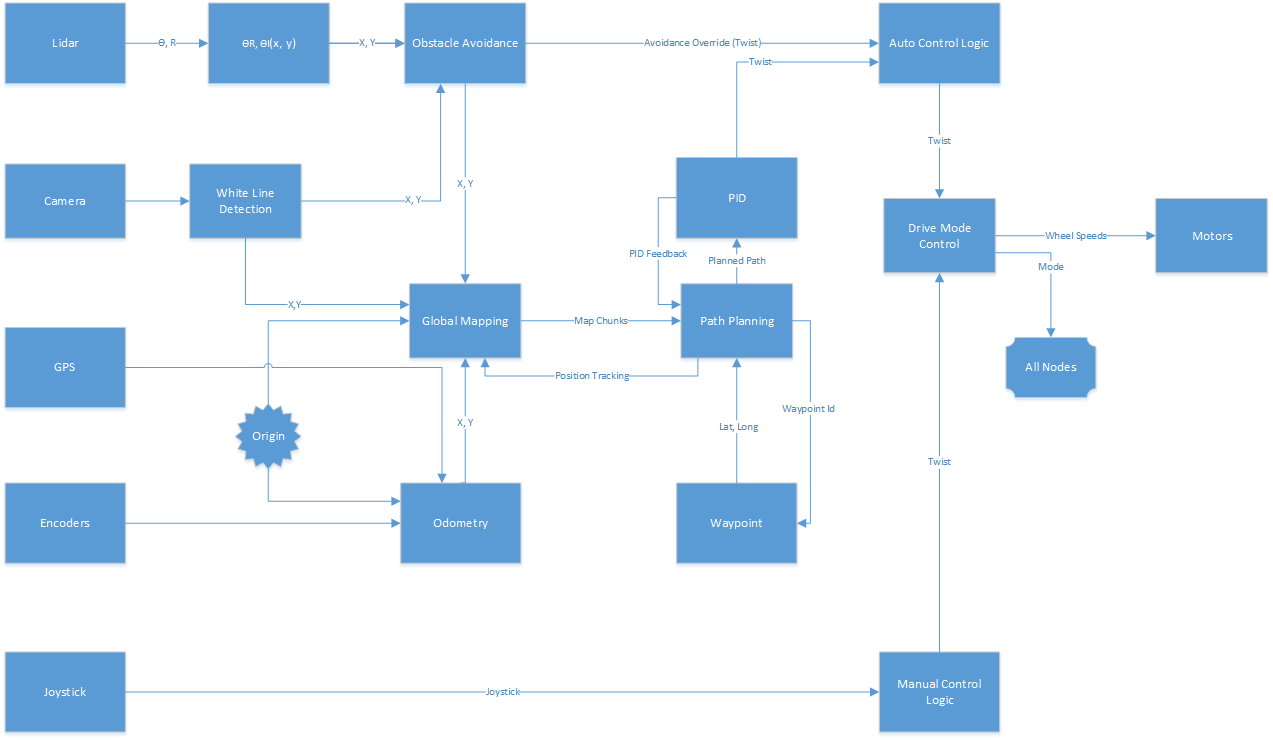 Lidar
Θ, R
ΘR, ΘI(x, y)
X, Y
Obstacle Avoidance
Avoidance Override (Twist)
Auto Control Logic
Twist
Twist
Camera
White Line
Detection
X, Y
X, Y
PID
Drive Mode
Control
Wheel Speeds
Motors
PID Feedback
Planned Path
Mode
X,Y
Global Mapping
Map Chunks
Path Planning
GPS
Position Tracking
All Nodes
Origin
X, Y
Lat, Long
Waypoint Id
Twist
Encoders
Odometry
Waypoint
Joystick
Joystick
Manual Control
Logic